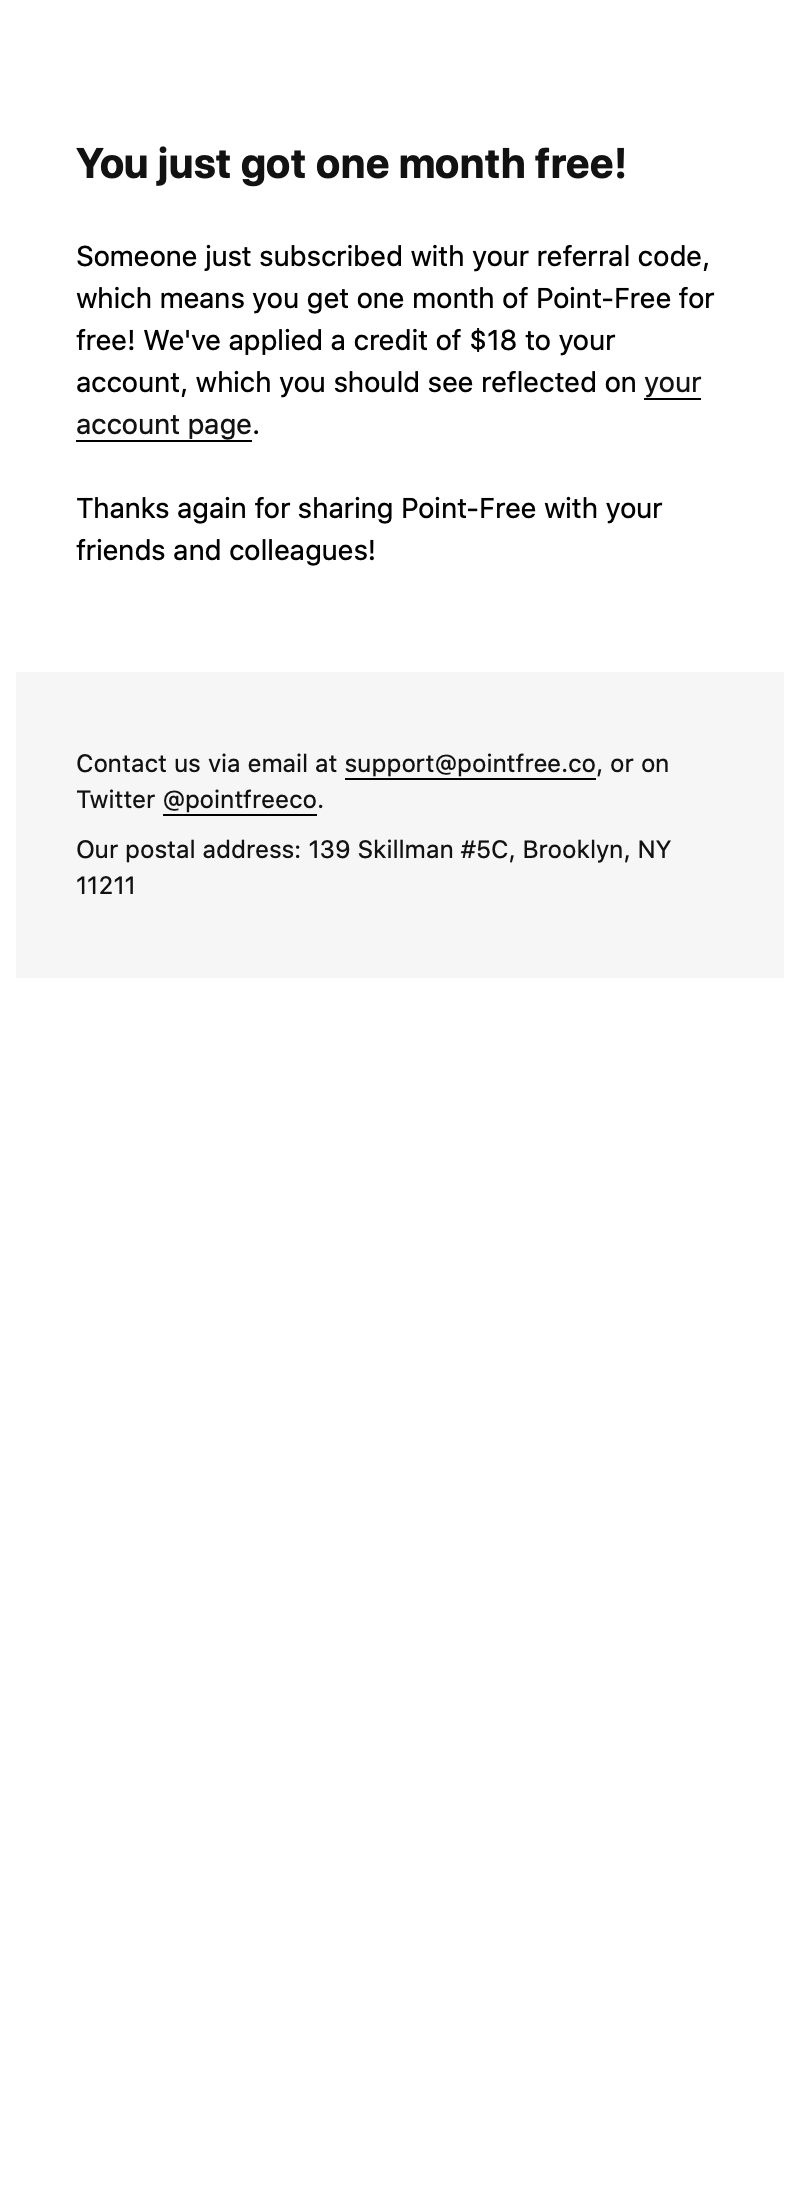 You just got one month free!
Someone just subscribed with your referral code,
which means you get one month of Point-Free for
free! We've applied a credit of $18 to your
account, which you should see reflected on your
account page.
Thanks again for sharing Point-Free with your
friends and colleagues!
Contact us via email at support@pointfree.co, or on
Twitter @pointfreeco.
Our postal address: 139 Skillman #5C, Brooklyn, NY
11211